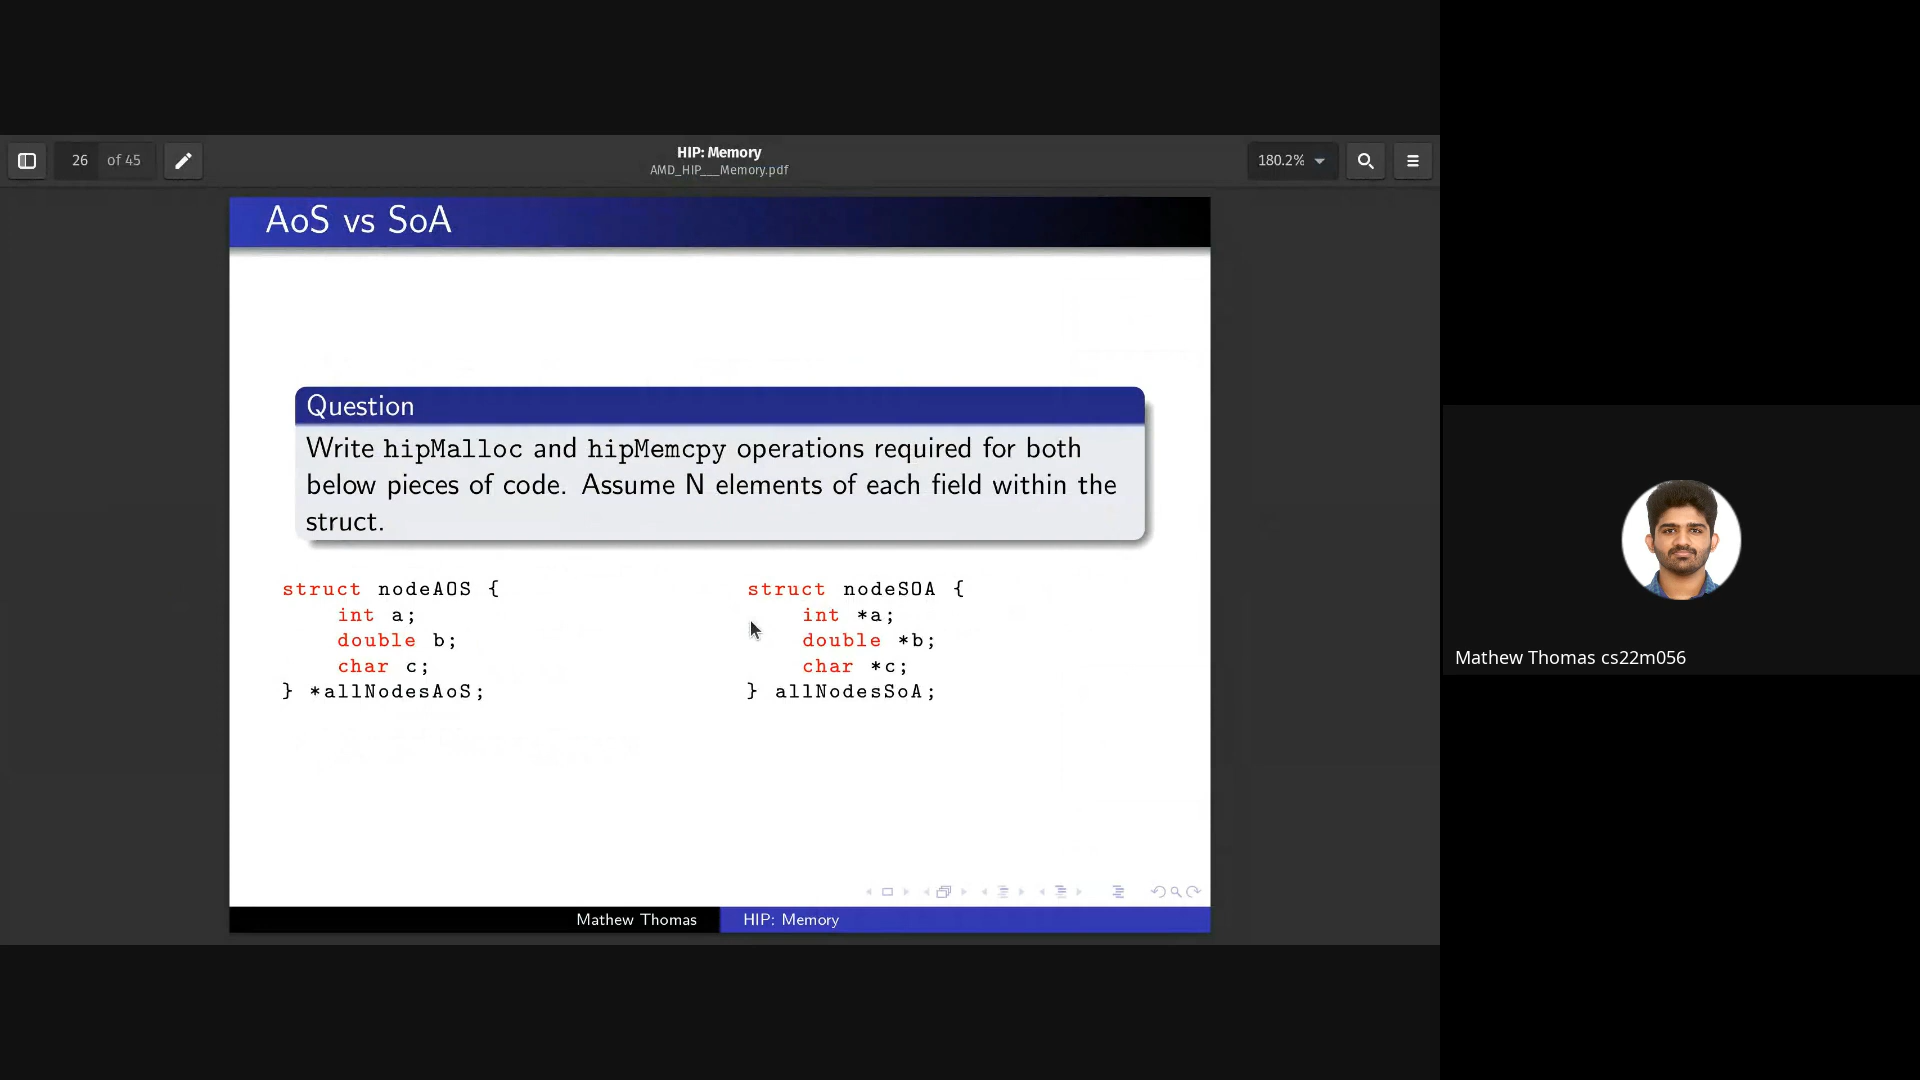 26 of 45
HIP: Memory
AMD_HIP___Memory.pdf
180.2%
AoS vs SoA
Question
Write hipMalloc and hipMemcpy operations required for both
below pieces of code. Assume N elements of each field within the
struct.
struct nodeAOS {
int a;
double b;
char c;
} *allNodesAoS;
struct nodeSOA {
int *a;
double *b;
char *c;
} allNodesSoA;
Mathew Thomas
HIP: Memory
Mathew Thomas cs22m056